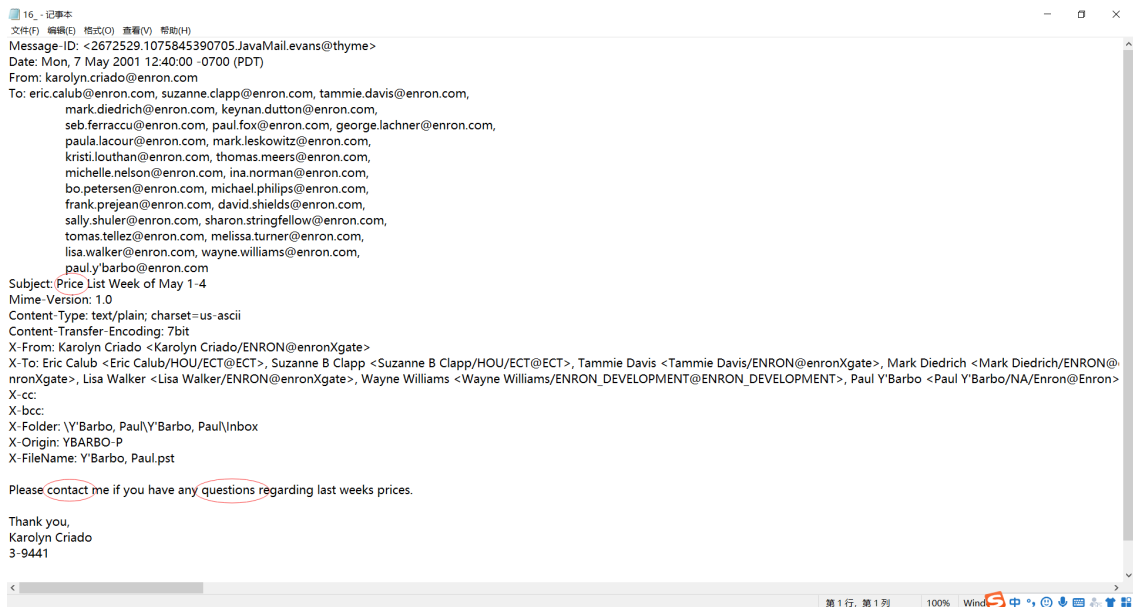 16_ - 记事本
文件(F) 编辑(E) 格式(O) 查看(V) 帮助(H)
Message-ID: <2672529.1075845390705.JavaMail.evans@thyme>
Date: Mon, 7 May 2001 12:40:00 -0700 (PDT)
From: karolyn.criado@enron.com
To: eric.calub@enron.com, suzanne.clapp@enron.com, tammie.davis@enron.com,
mark.diedrich@enron.com, keynan.dutton@enron.com,
seb.ferraccu@enron.com, paul.fox@enron.com, george.lachner@enron.com,
paula.lacour@enron.com, mark.leskowitz@enron.com,
kristi.louthan@enron.com, thomas.meers@enron.com,
michelle.nelson@enron.com, ina.norman@enron.com,
bo.petersen@enron.com, michael.philips@enron.com,
frank.prejean@enron.com, david.shields@enron.com,
sally.shuler@enron.com, sharon.stringfellow@enron.com,
tomas.tellez@enron.com, melissa.turner@enron.com,
lisa.walker@enron.com, wayne.williams@enron.com,
paul.y'barbo@enron.com
Subject: Price List Week of May 1-4
Mime-Version: 1.0
Content-Type: text/plain; charset=us-ascii
Content-Transfer-Encoding: 7bit
X-From: Karolyn Criado <Karolyn Criado/ENRON@enronXgate>
X-To: Eric Calub <Eric Calub/HOU/ECT@ECT>, Suzanne B Clapp <Suzanne B Clapp/HOU/ECT@ECT>, Tammie Davis <Tammie Davis/ENRON@enronXgate>, Mark Diedrich <Mark Diedrich/ENRON@
nronXgate>, Lisa Walker <Lisa Walker/ENRON@enronXgate>, Wayne Williams <Wayne Williams/ENRON_DEVELOPMENT@ENRON_DEVELOPMENT>, Paul Y'Barbo <Paul Y'Barbo/NA/Enron@Enron>
X-cc:
X-bcc:
X-Folder: \Y'Barbo, Paul\Y'Barbo, Paul\Inbox
X-Origin: YBARBO-P
X-FileName: Y'Barbo, Paul.pst
Please contact me if you have any questions regarding last weeks prices.
Thank you,
Karolyn Criado
3-9441
第 1 行, 第 1 列 100% Wind 中